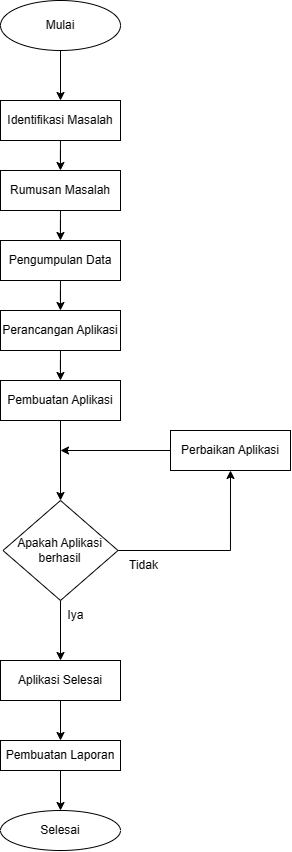 Mulai
Identifikasi Masalah
Rumusan Masalah
Pengumpulan Data
Perancangan Aplikasi
Pembuatan Aplikasi
Perbaikan Aplikasi
Apakah Aplikasi
berhasil
Tidak
Iya
Aplikasi Selesai
Pembuatan Laporan
Selesai